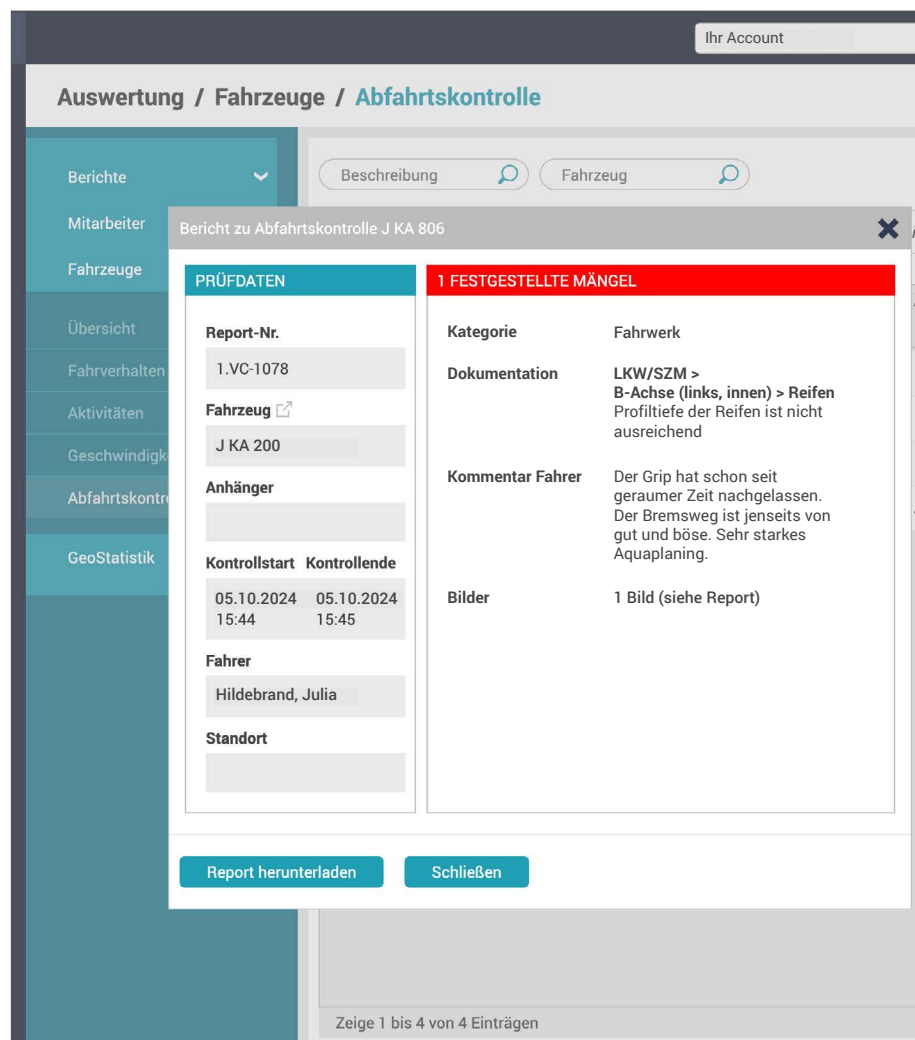 Ihr Account
Auswertung / Fahrzeuge / Abfahrtskontrolle
Berichte
Mitarbeiter
Fahrzeuge
Übersicht
Fahrverhalten
Aktivitäten
Abfahrtskontr
GeoStatistik
Beschreibung
Fahrzeug
Bericht zu Abfahrtskontrolle J KA 806
PRÜFDATEN
Report-Nr.
1.VC-1078
Fahrzeug
J KA 200
Anhänger
Kontrollstart Kontrollende
05.10.2024 05.10.2024
15:44 15:45
Fahrer
Hildebrand, Julia
Standort
1 FESTGESTELLTE MÄNGEL
Kategorie Fahrwerk
Dokumentation LKW/SZM >
B-Achse (links, innen) > Reifen
Profiltiefe der Reifen ist nicht
ausreichend
Kommentar Fahrer Der Grip hat schon seit
geraumer Zeit nachgelassen.
Der Bremsweg ist jenseits von
gut und böse. Sehr starkes
Aquaplaning.
Bilder 1 Bild (siehe Report)
Report herunterladen
Schließen
Zeige 1 bis 4 von 4 Einträgen